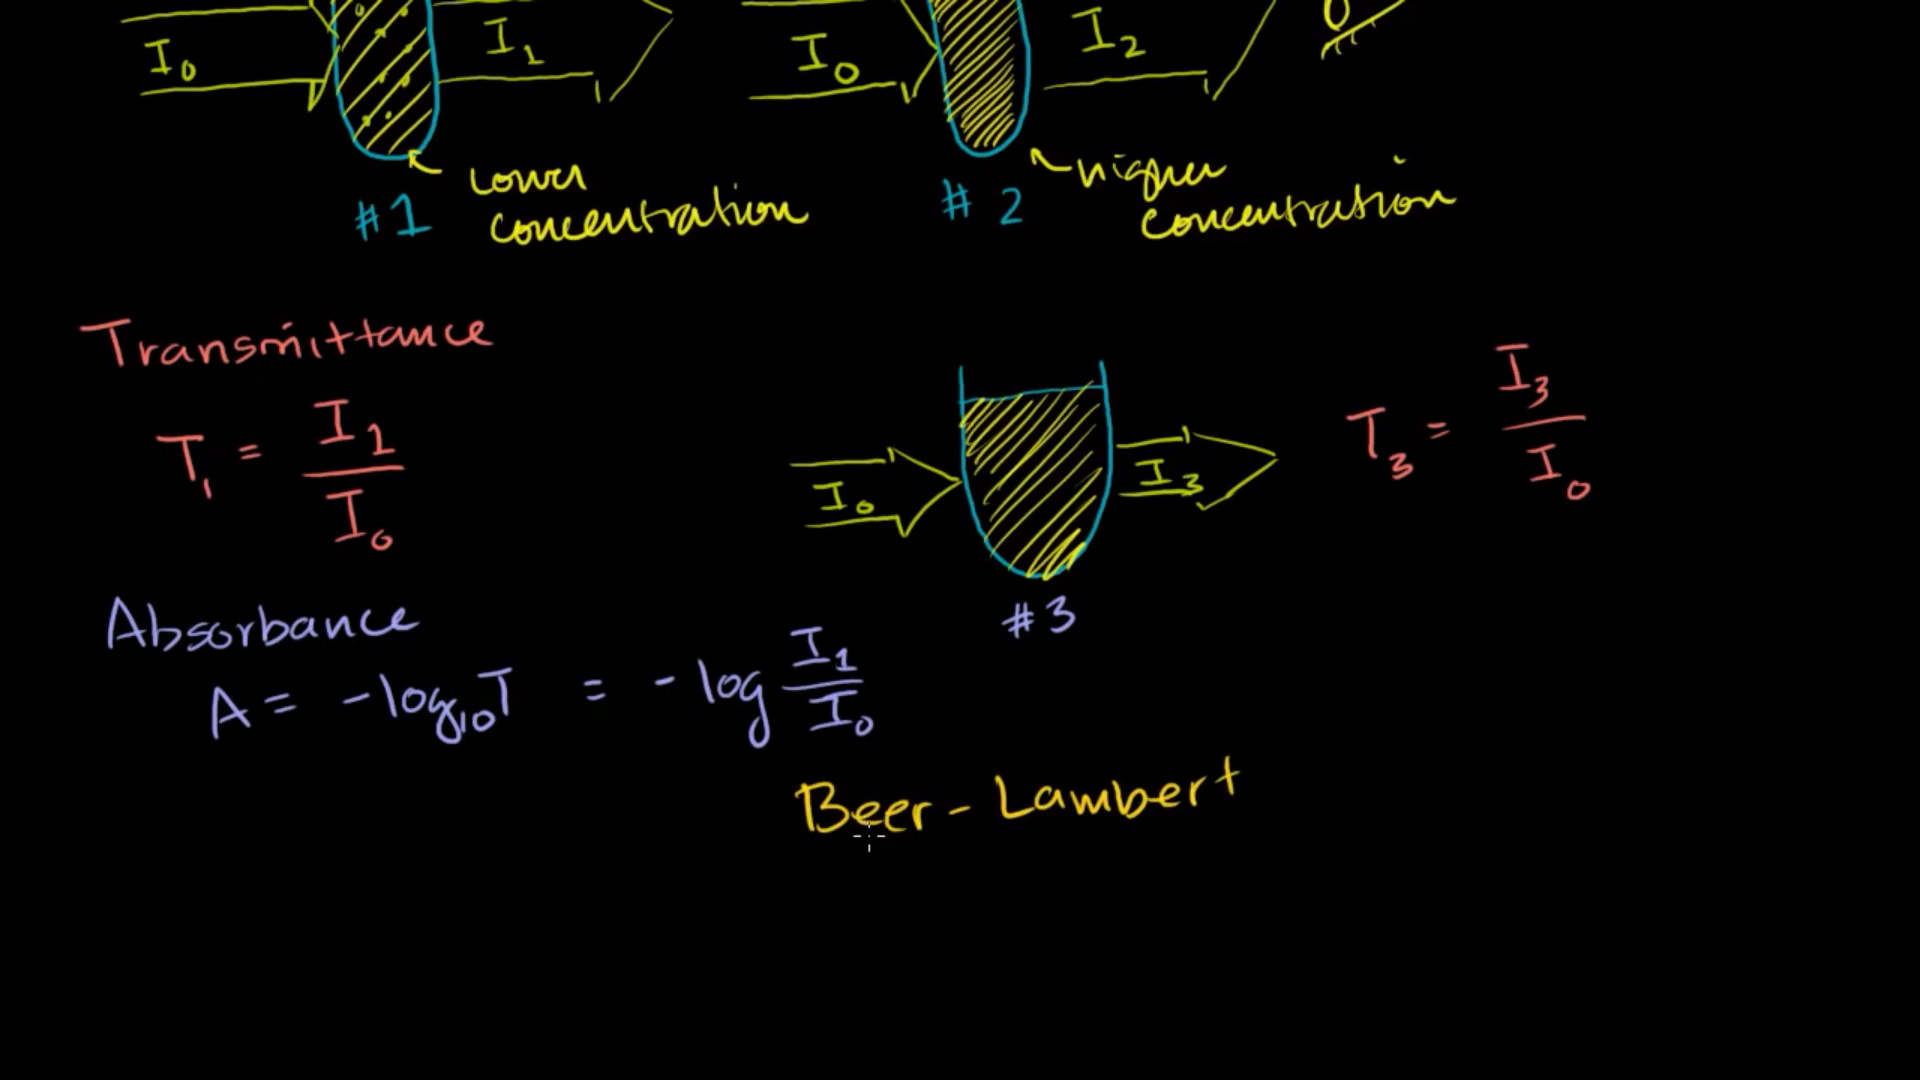 I₀ I₁ I₀ I₂
lower higher
concentration concentration
#1 #2
Transmittance
T₁ = I₁/I₀
I₀ I₃
T₃ = I₃/I₀
#3
Absorbance
A = -log₁₀T = -log I₁/I₀
Beer - Lambert